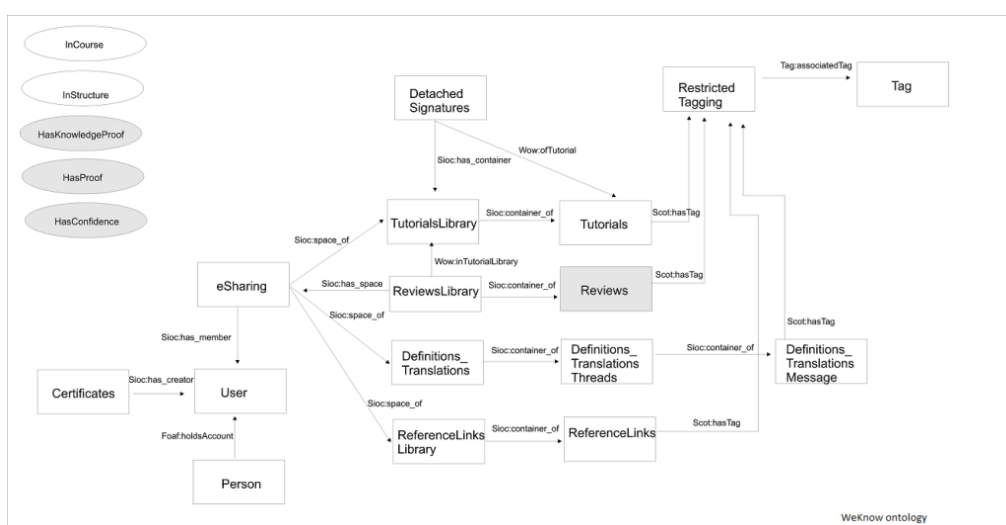 InCourse
InStructure
HasKnowledgeProof
HasProof
HasConfidence
Detached
Signatures
Restricted
Tagging
Tag:associatedTag
Tag
Sioc:has_container
Wow:ofTutorial
TutorialsLibrary
Sioc:container_of
Tutorials
Scot:hasTag
Sioc:space_of
Wow:inTutorialLibrary
eSharing
Sioc:has_space
ReviewsLibrary
Sioc:container_of
Reviews
Scot:hasTag
Sioc:space_of
Sioc:has_member
Scot:hasTag
Definitions_
Translations
Sioc:container_of
Definitions_
Translations
Threads
Sioc:container_of
Definitions_
Translations
Message
Certificates
Sioc:has_creator
User
Sioc:space_of
Foaf:holdsAccount
ReferenceLinks
Library
Sioc:container_of
ReferenceLinks
Scot:hasTag
Person
WeKnow ontology